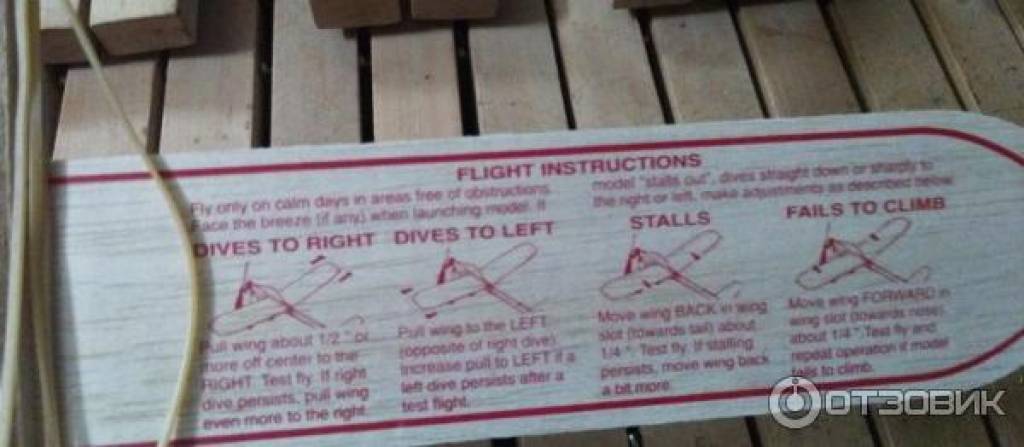 FLIGHT INSTRUCTIONS
Fly only on calm days in areas free of obstructions.
Face the breeze (if any) when launching model. If
model "stalls out", dives straight down or sharply to
the right or left, make adjustments as described below.
DIVES TO RIGHT
Pull wing about 1/2 " or
more off center to the
RIGHT. Test fly. If right
dive persists, pull wing
even more to the right.
DIVES TO LEFT
Pull wing to the LEFT
(opposite of right dive).
Increase pull to LEFT if a
left dive persists after a
test flight.
STALLS
Move wing BACK in wing
slot (towards tail) about
1/4 ". Test fly. If stalling
persists, move wing back
a bit more.
FAILS TO CLIMB
Move wing FORWARD in
wing slot (towards nose)
about 1/4 ". Test fly and
repeat operation if model
fails to climb.
ОТЗОВИК